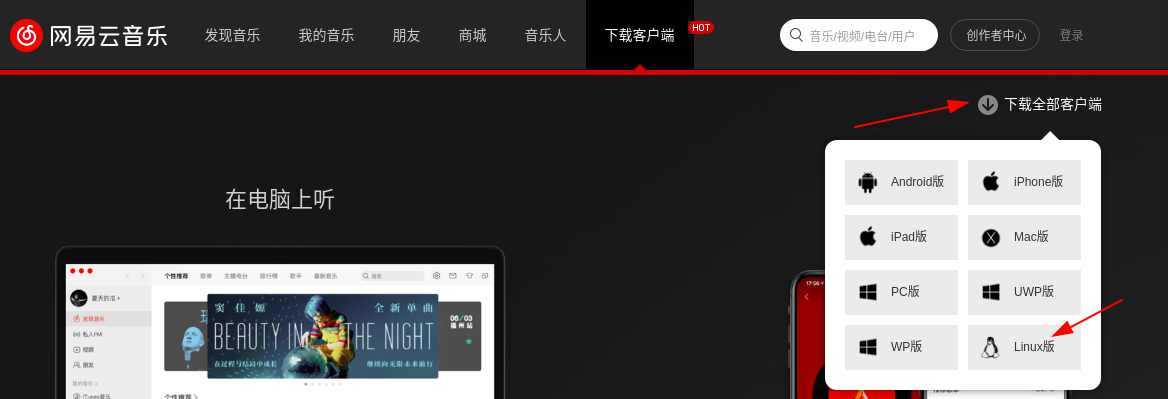 网易云音乐 发现音乐 我的音乐 朋友 商城 音乐人 下载客户端 HOT 音乐/视频/电台/用户 创作者中心 登录
下载全部客户端
Android版 iPhone版
iPad版 Mac版
PC版 UWP版
WP版 Linux版
在电脑上听
个性推荐 歌单 主播电台 排行榜 歌手 最新音乐 搜索
夏天的瓜
发现音乐
私人FM
视频
朋友
我的音乐
iTunes音乐
窦佳嫄 全新单曲
BEAUTY IN THE NIGHT
在过程与结局中成长 继续向无限未来前行
06/03
福州站
个性推荐
17:56